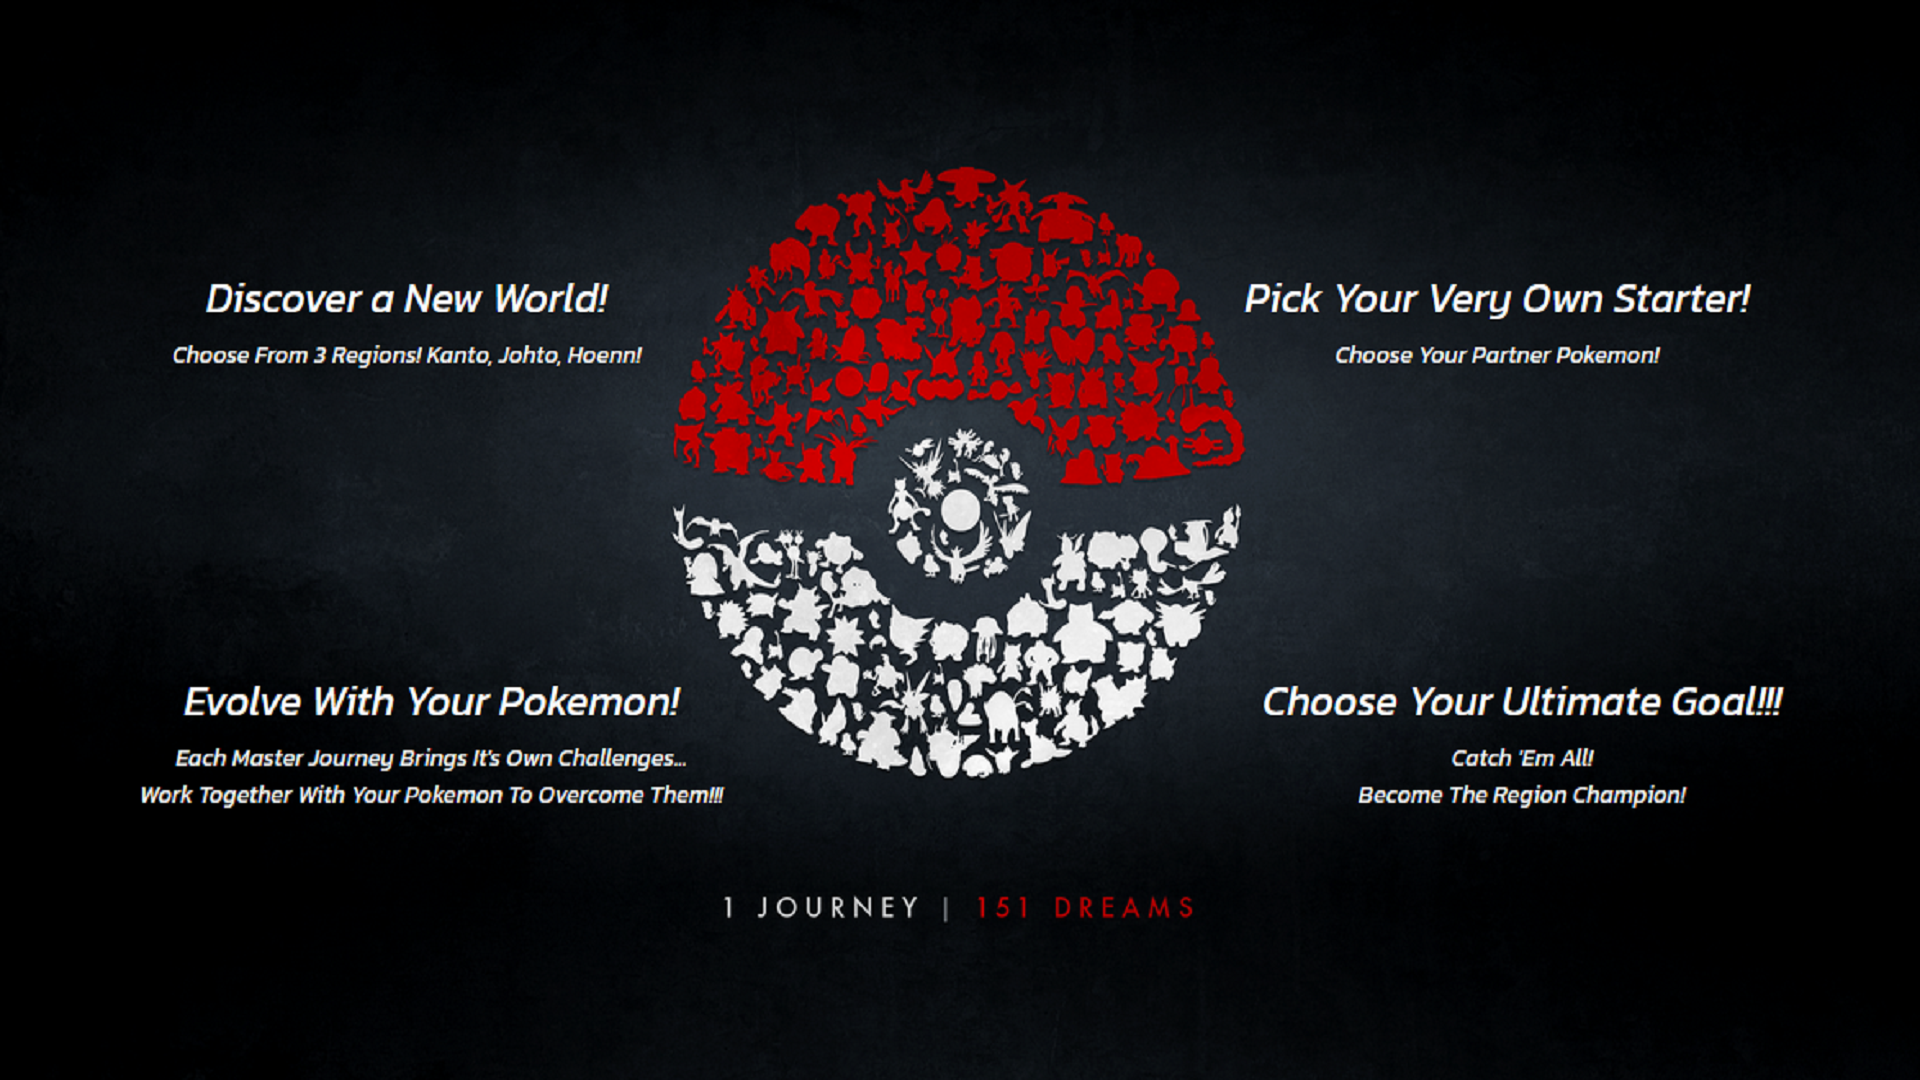 Discover a New World!
Choose From 3 Regions! Kanto, Johto, Hoenn!
Pick Your Very Own Starter!
Choose Your Partner Pokemon!
Evolve With Your Pokemon!
Each Master Journey Brings It's Own Challenges...
Work Together With Your Pokemon To Overcome Them!!!
Choose Your Ultimate Goal!!!
Catch 'Em All!
Become The Region Champion!
1 JOURNEY | 151 DREAMS